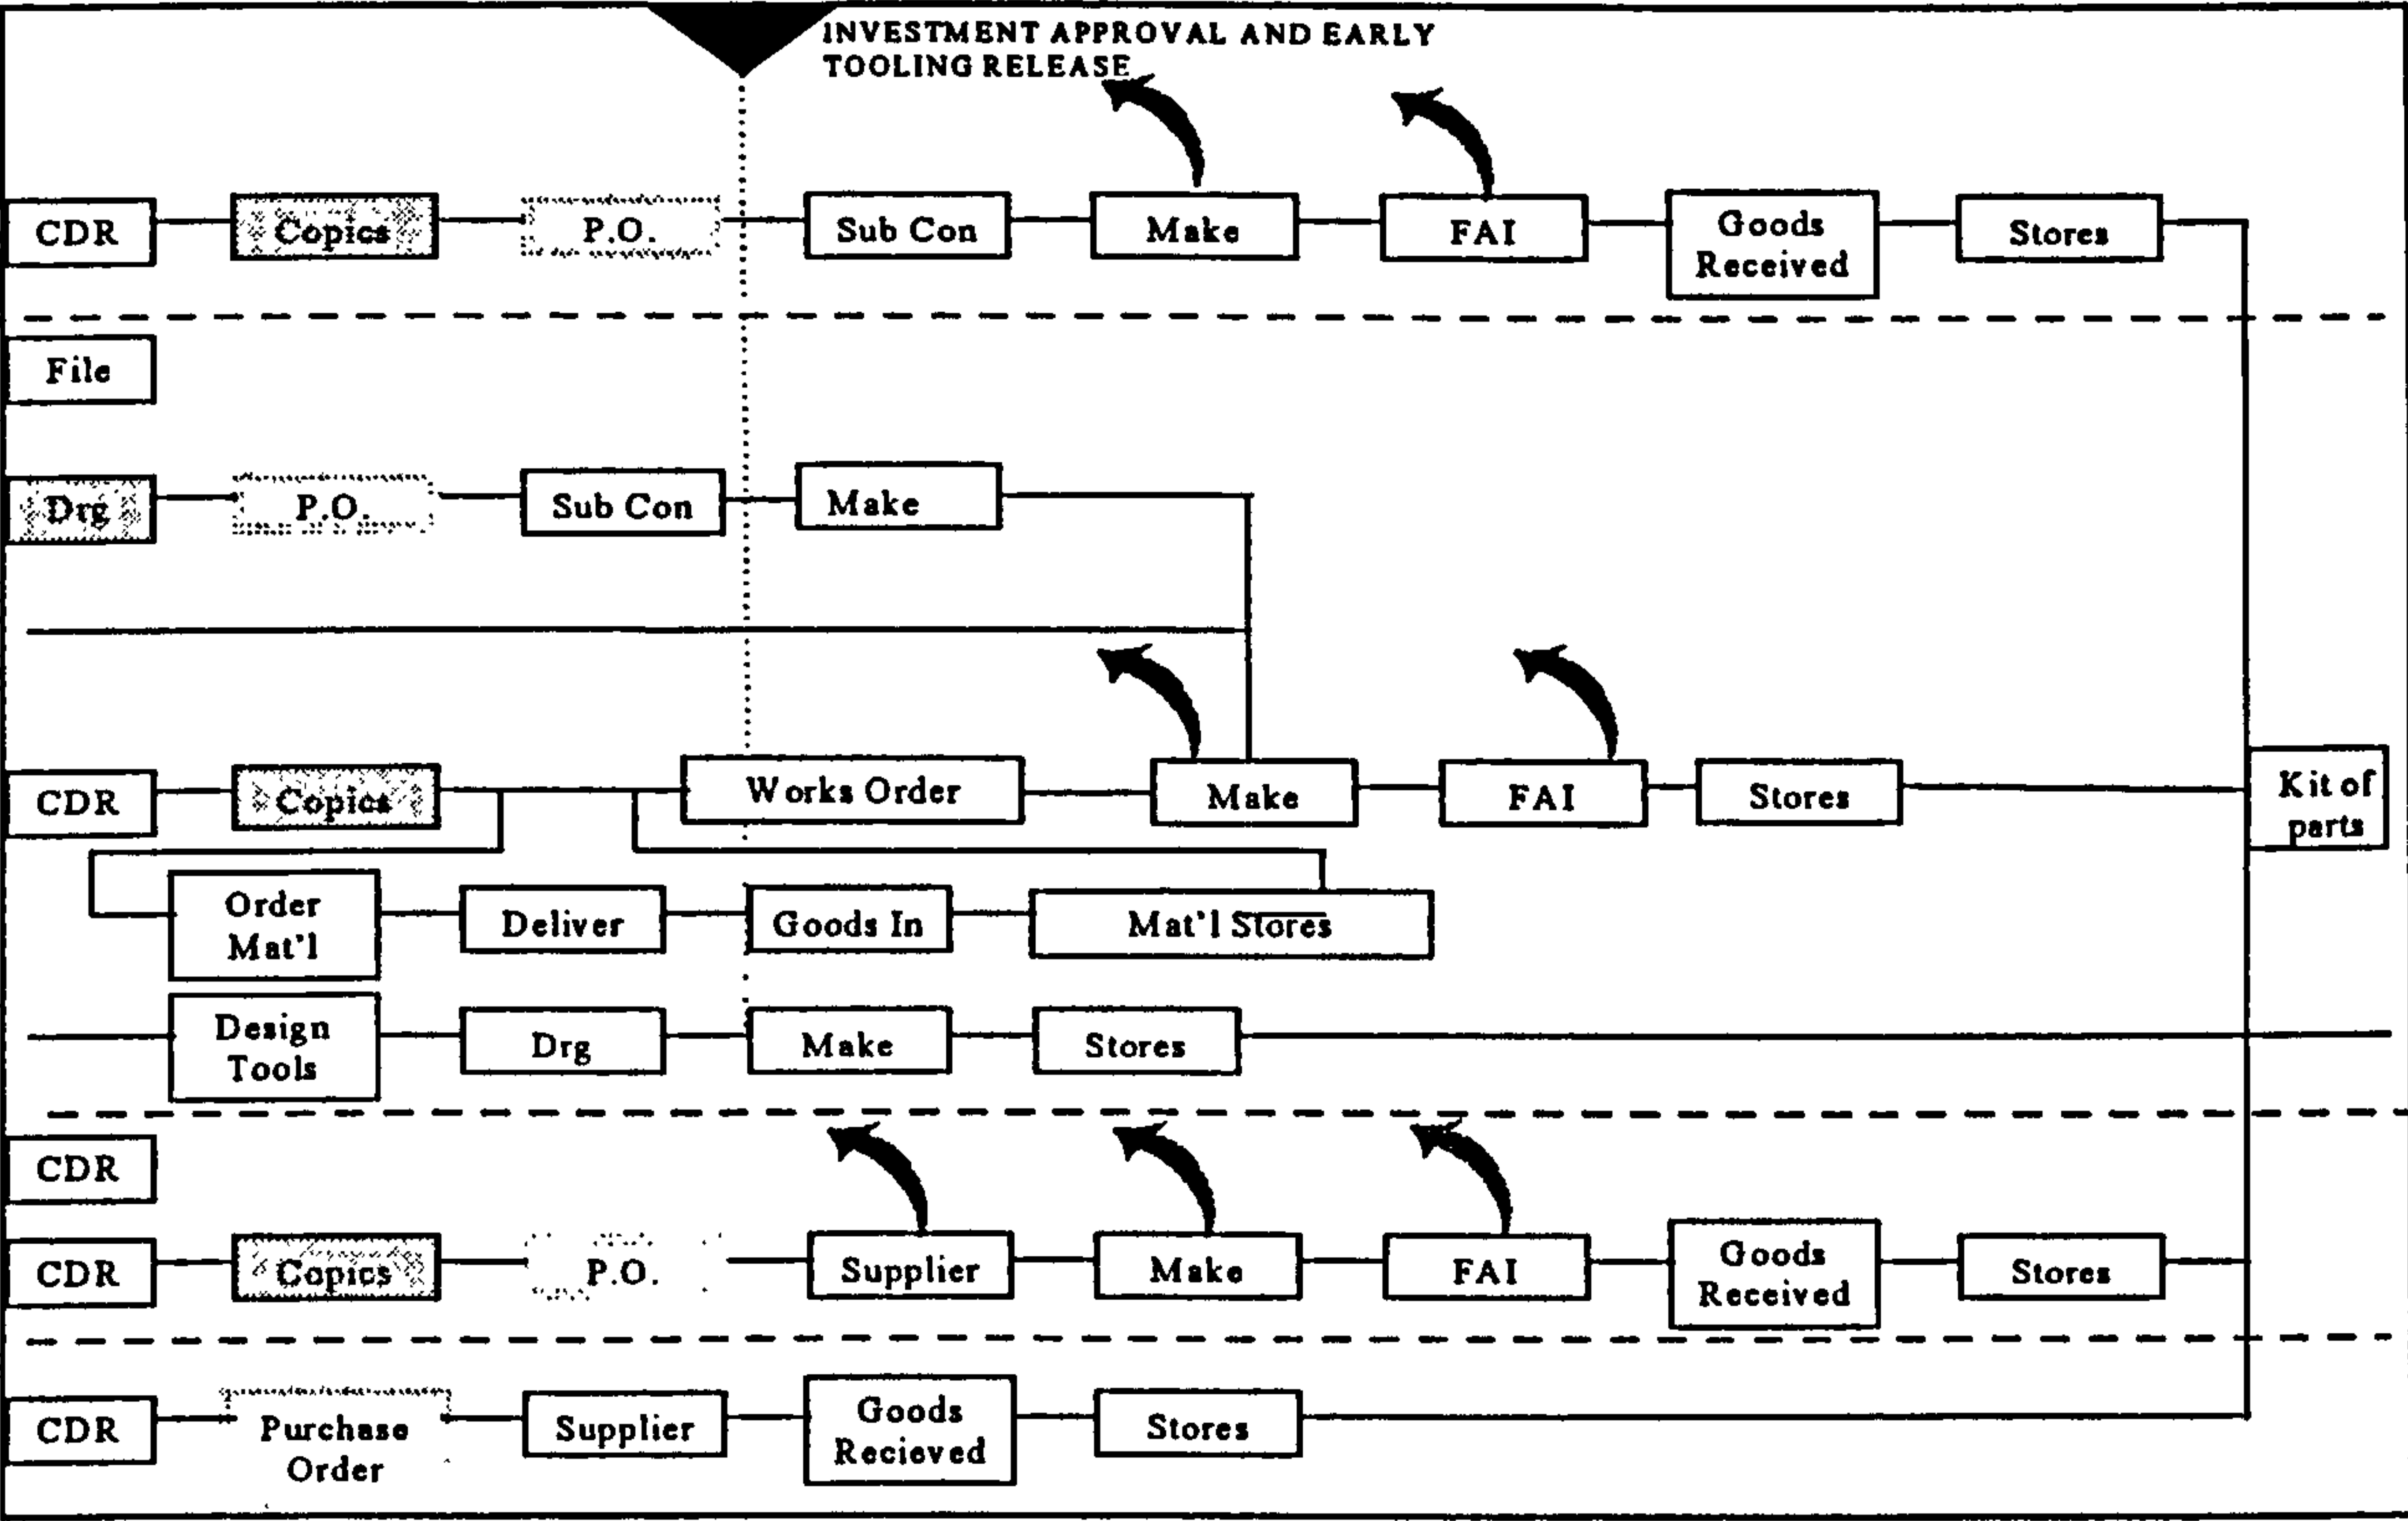 INVESTMENT APPROVAL AND EARLY
TOOLING RELEASE
CDR
Copics
P.O.
Sub Con
Make
FAI
Goods
Received
Stores
File
Drg
P.O.
Sub Con
Make
CDR
Copics
Works Order
Make
FAI
Stores
Kit of
parts
Order
Mat'l
Deliver
Goods In
Mat'l Stores
Design
Tools
Drg
Make
Stores
CDR
CDR
Copics
P.O.
Supplier
Make
FAI
Goods
Received
Stores
CDR
Purchase
Order
Supplier
Goods
Recieved
Stores